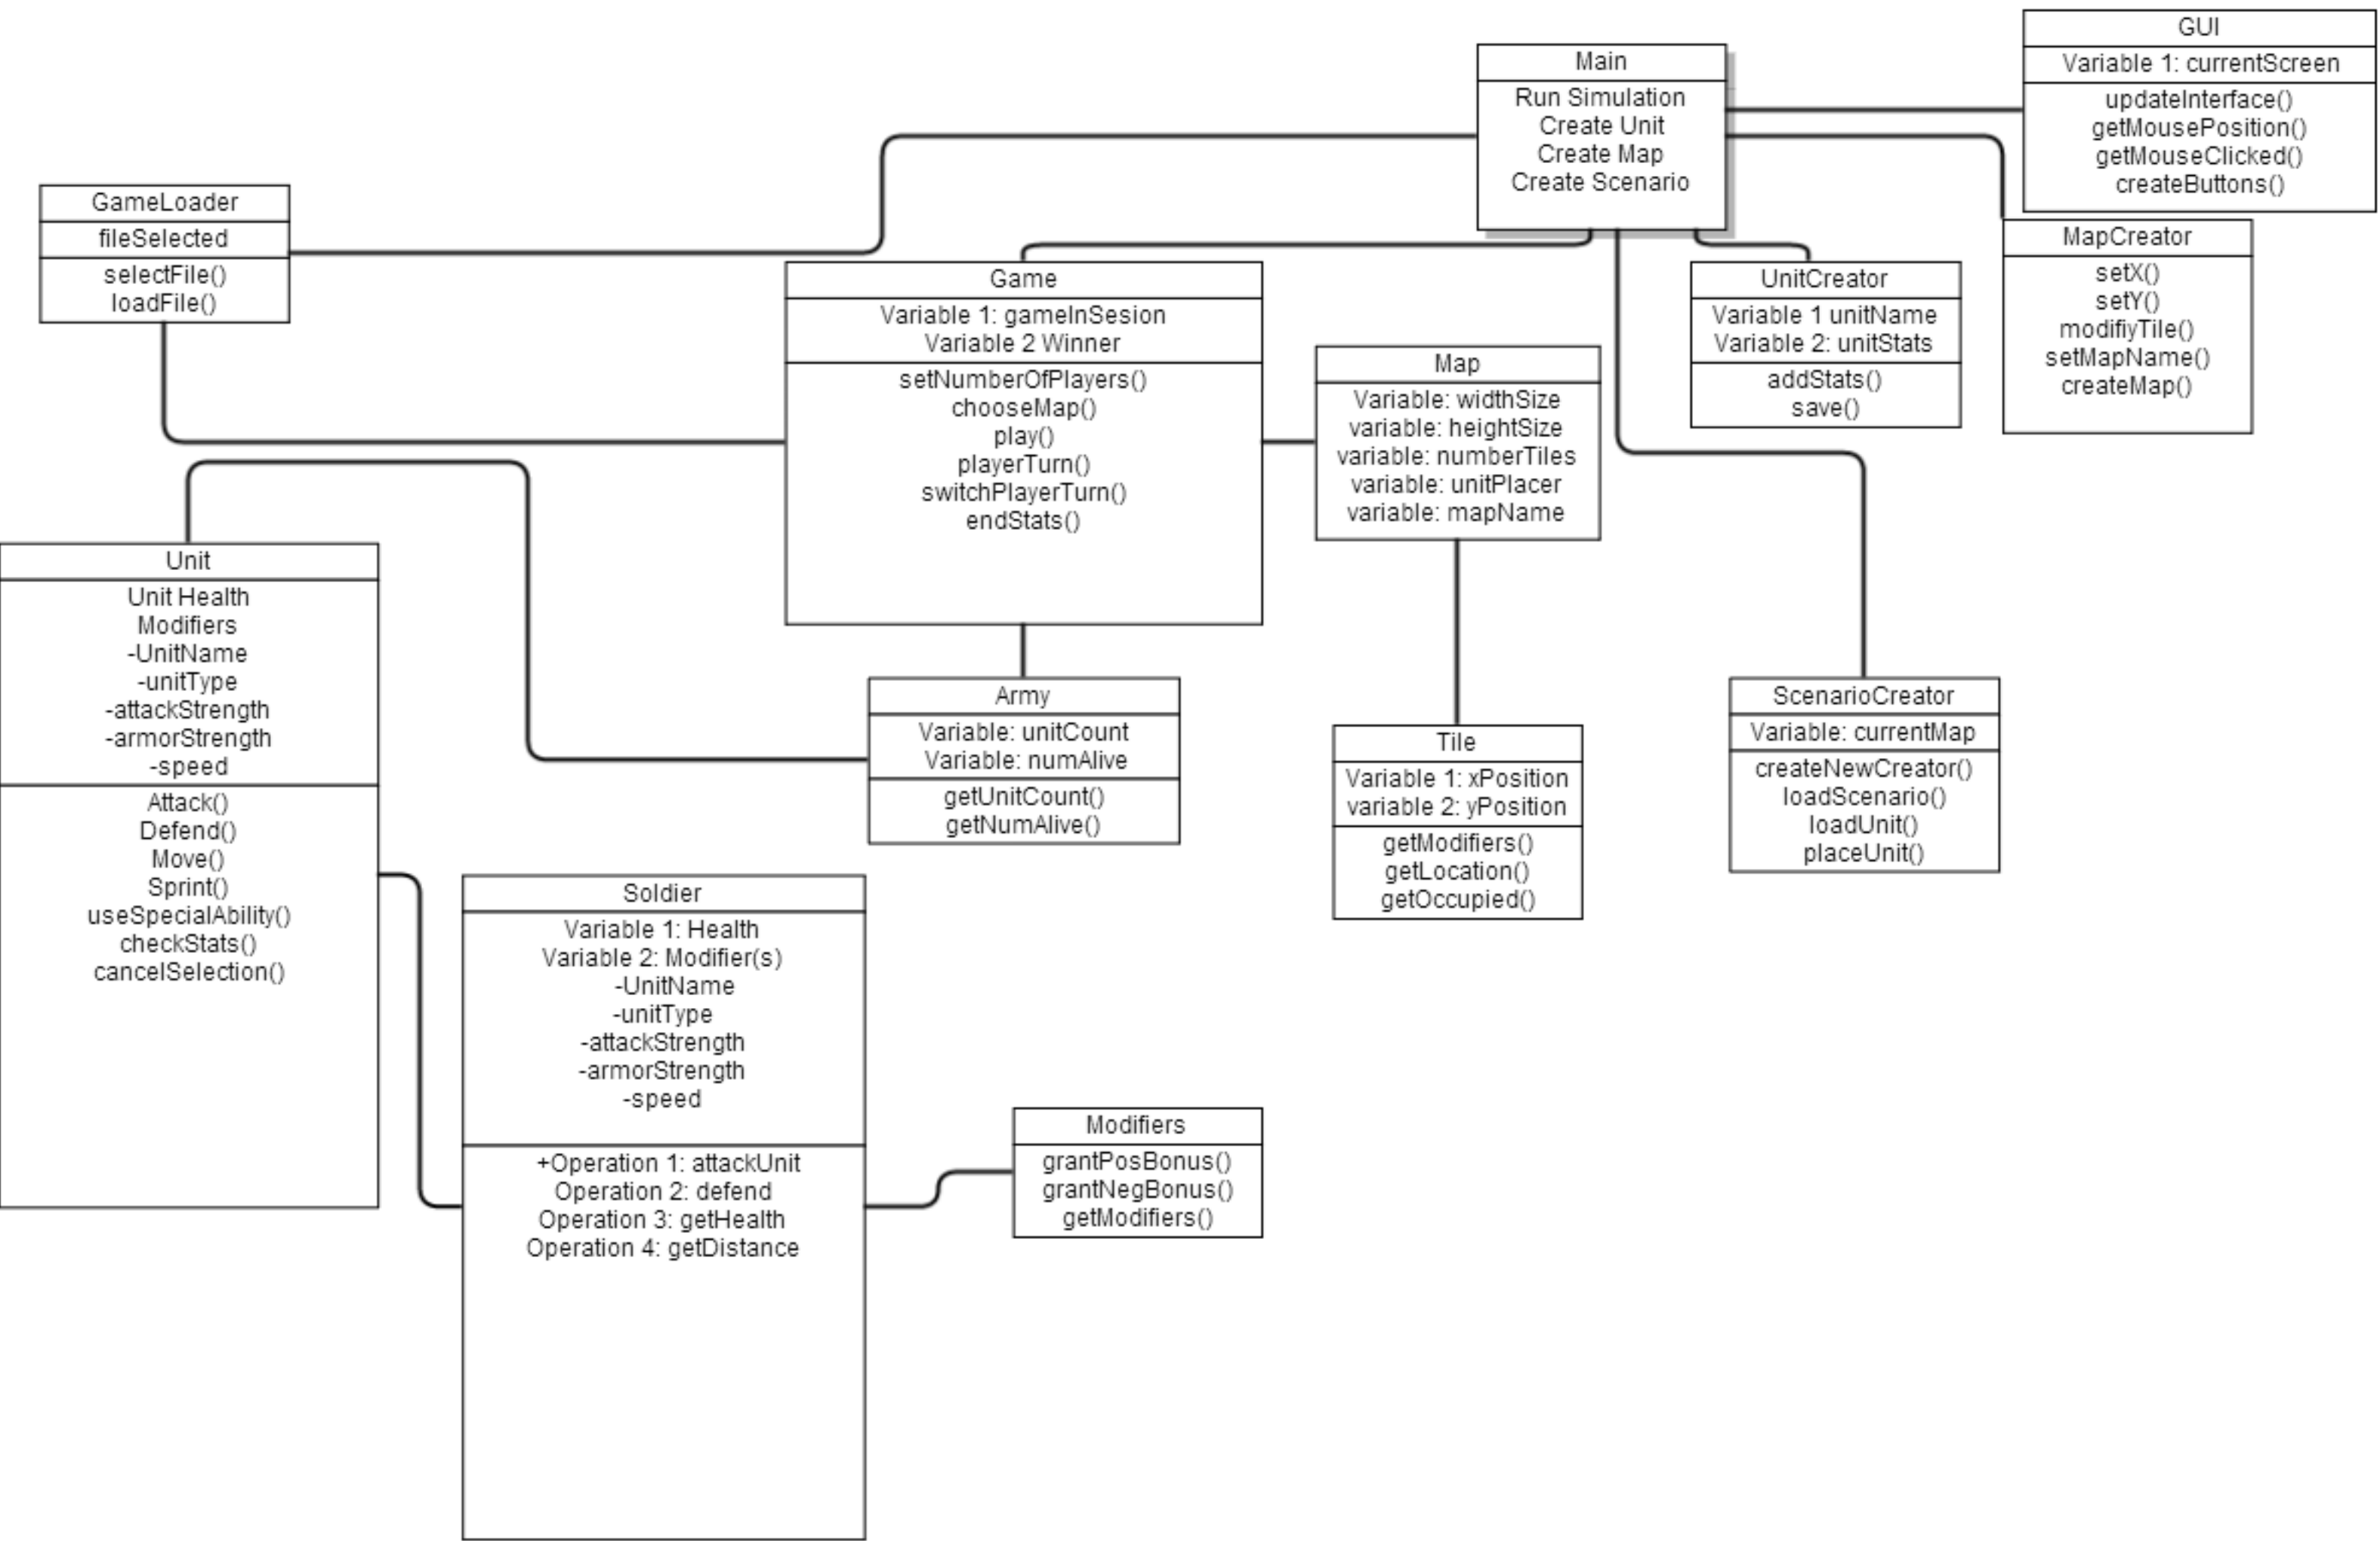 GUI
Variable 1: currentScreen
updateInterface()
getMousePosition()
getMouseClicked()
createButtons()
Main
Run Simulation
Create Unit
Create Map
Create Scenario
GameLoader
fileSelected
selectFile()
loadFile()
Game
Variable 1: gameInSesion
Variable 2 Winner
setNumberOfPlayers()
chooseMap()
play()
playerTurn()
switchPlayerTurn()
endStats()
Map
Variable: widthSize
variable: heightSize
variable: numberTiles
variable: unitPlacer
variable: mapName
UnitCreator
Variable 1 unitName
Variable 2: unitStats
addStats()
save()
MapCreator
setX()
setY()
modifiyTile()
setMapName()
createMap()
Unit
Unit Health
Modifiers
-UnitName
-unitType
-attackStrength
-armorStrength
-speed
Attack()
Defend()
Move()
Sprint()
useSpecialAbility()
checkStats()
cancelSelection()
Army
Variable: unitCount
Variable: numAlive
getUnitCount()
getNumAlive()
Tile
Variable 1: xPosition
variable 2: yPosition
getModifiers()
getLocation()
getOccupied()
ScenarioCreator
Variable: currentMap
createNewCreator()
loadScenario()
loadUnit()
placeUnit()
Soldier
Variable 1: Health
Variable 2: Modifier(s)
-UnitName
-unitType
-attackStrength
-armorStrength
-speed
+Operation 1: attackUnit
Operation 2: defend
Operation 3: getHealth
Operation 4: getDistance
Modifiers
grantPosBonus()
grantNegBonus()
getModifiers()